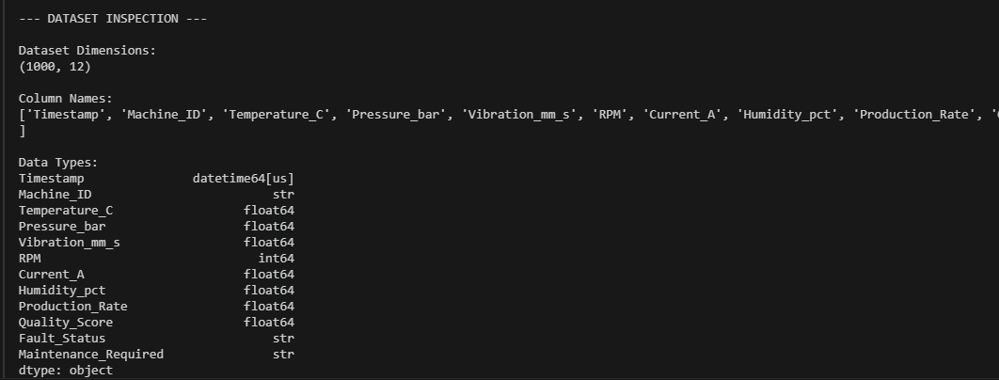 --- DATASET INSPECTION ---
Dataset Dimensions:
(1000, 12)
Column Names:
['Timestamp', 'Machine_ID', 'Temperature_C', 'Pressure_bar', 'Vibration_mm_s', 'RPM', 'Current_A', 'Humidity_pct', 'Production_Rate', '
]
Data Types:
Timestamp datetime64[us]
Machine_ID str
Temperature_C float64
Pressure_bar float64
Vibration_mm_s float64
RPM int64
Current_A float64
Humidity_pct float64
Production_Rate float64
Quality_Score float64
Fault_Status str
Maintenance_Required str
dtype: object